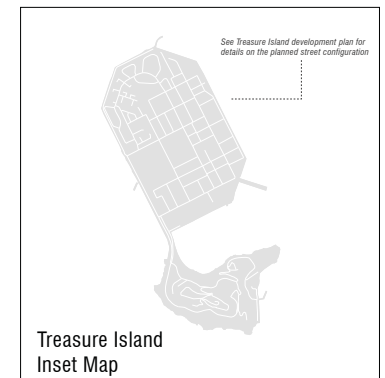 See Treasure Island development plan for
details on the planned street configuration
Treasure Island
Inset Map